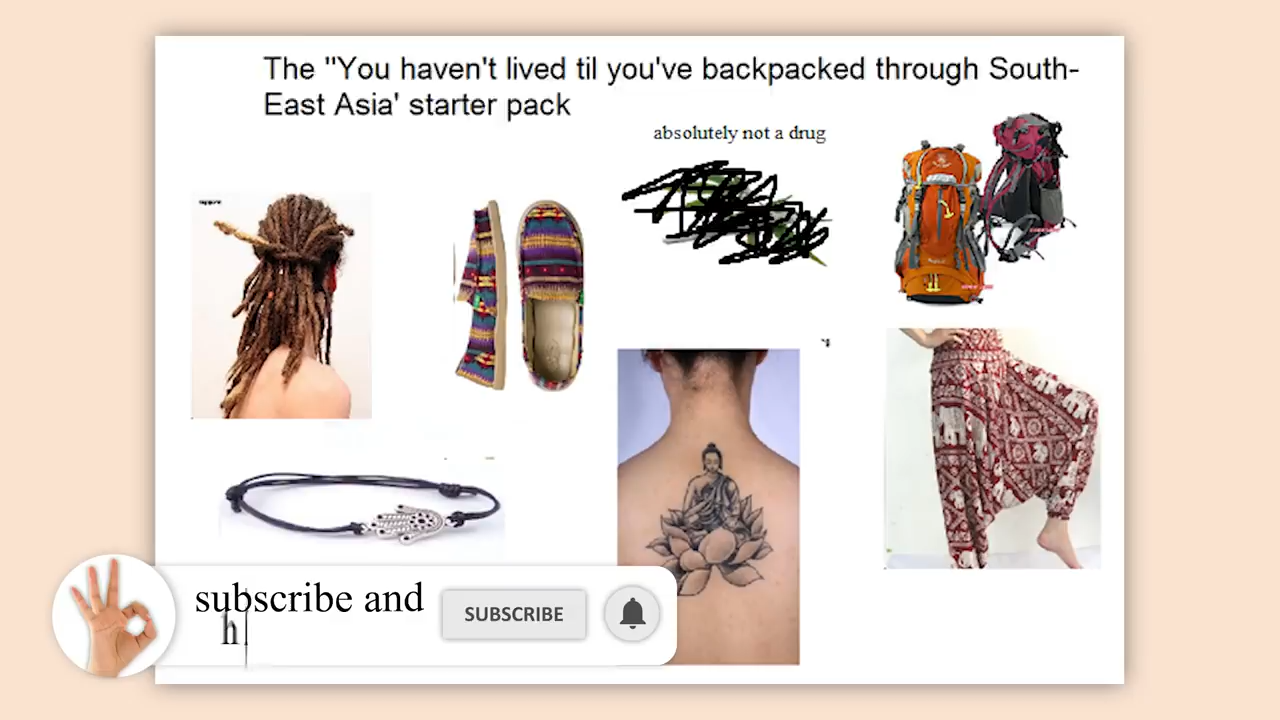 The "You haven't lived til you've backpacked through South-
East Asia' starter pack
absolutely not a drug
subscribe and
h
SUBSCRIBE